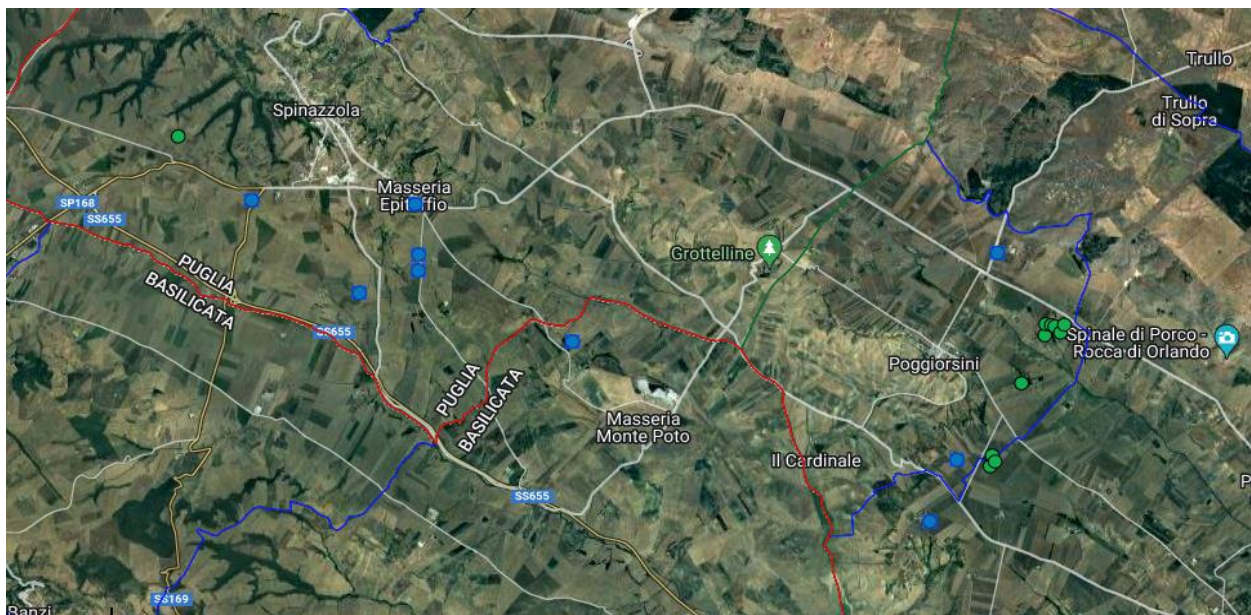 Trullo
Trullo
di Sopra
Spinazzola
Masseria
Epitaffio
SP168
SS655
PUGLIA
BASILICATA
Grottelline
SS655
Spinale di Porco -
Rocca di Orlando
Poggiorsini
PUGLIA
BASILICATA
Masseria
Monte Poto
Il Cardinale
P
SS655
SS169
Banzi